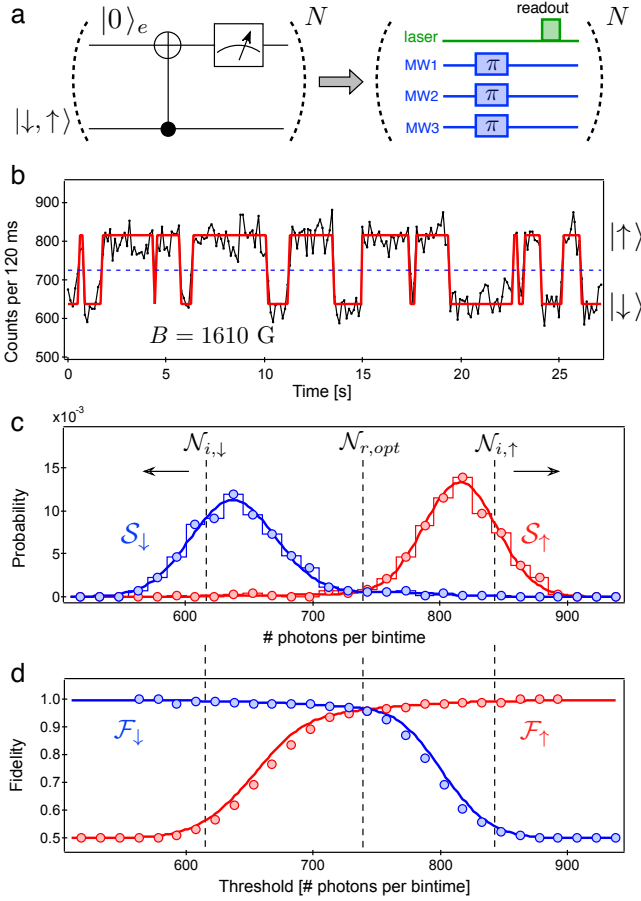 a
|0⟩e
N
|↓,↑⟩
readout
N
laser
MW1
π
MW2
π
MW3
π
b
900
800
700
600
500
Counts per 120 ms
|↑⟩
|↓⟩
B = 1610 G
0
5
10
15
20
25
Time [s]
c
x10⁻³
15
10
5
0
Probability
𝒩i,↓
𝒩r,opt
𝒩i,↑
𝒮↓
𝒮↑
600
700
800
900
# photons per bintime
d
1.0
0.9
0.8
0.7
0.6
0.5
Fidelity
ℱ↓
ℱ↑
600
700
800
900
Threshold [# photons per bintime]